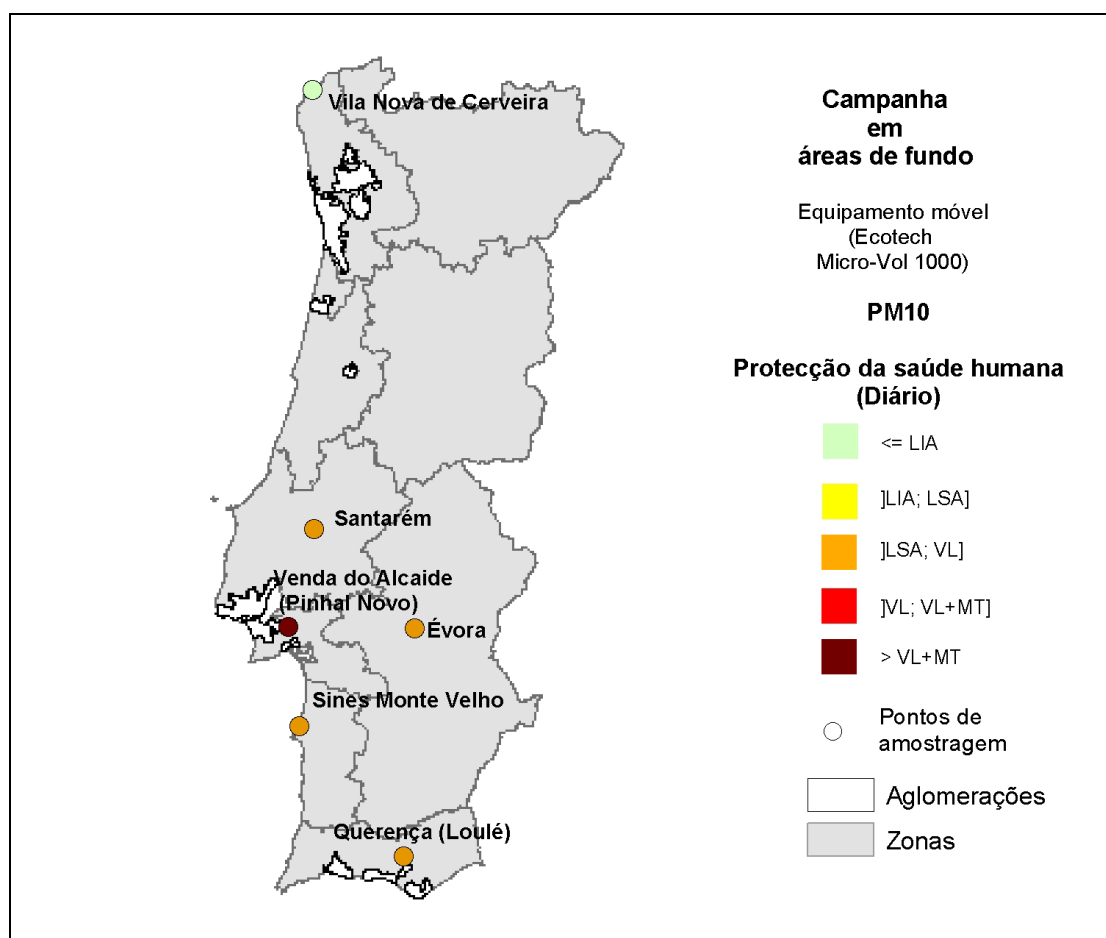 Vila Nova de Cerveira
Santarém
Venda do Alcaide
(Pinhal Novo)
Évora
Sines Monte Velho
Querença (Loulé)
Campanha
em
áreas de fundo
Equipamento móvel
(Ecotech
Micro-Vol 1000)
PM10
Protecção da saúde humana
(Diário)
<= LIA
]LIA; LSA]
]LSA; VL]
]VL; VL+MT]
> VL+MT
Pontos de
amostragem
Aglomerações
Zonas